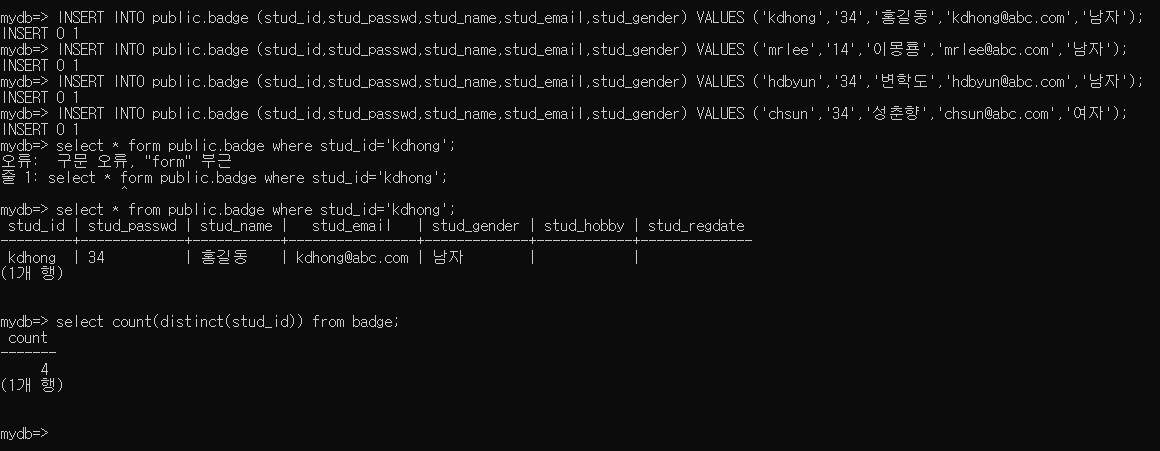 mydb=> INSERT INTO public.badge (stud_id,stud_passwd,stud_name,stud_email,stud_gender) VALUES ('kdhong','34','홍길동','kdhong@abc.com','남자');
INSERT 0 1
mydb=> INSERT INTO public.badge (stud_id,stud_passwd,stud_name,stud_email,stud_gender) VALUES ('mrlee','14','이몽룡','mrlee@abc.com','남자');
INSERT 0 1
mydb=> INSERT INTO public.badge (stud_id,stud_passwd,stud_name,stud_email,stud_gender) VALUES ('hdbyun','34','변학도','hdbyun@abc.com','남자');
INSERT 0 1
mydb=> INSERT INTO public.badge (stud_id,stud_passwd,stud_name,stud_email,stud_gender) VALUES ('chsun','34','성춘향','chsun@abc.com','여자');
INSERT 0 1
mydb=> select * form public.badge where stud_id='kdhong';
오류:  구문 오류, "form" 부근
줄 1: select * form public.badge where stud_id='kdhong';
               ^
mydb=> select * from public.badge where stud_id='kdhong';
 stud_id | stud_passwd | stud_name |   stud_email   | stud_gender | stud_hobby | stud_regdate
---------+-------------+-----------+----------------+-------------+------------+--------------
 kdhong  | 34          | 홍길동    | kdhong@abc.com | 남자        |            |
(1개 행)
mydb=> select count(distinct(stud_id)) from badge;
 count
-------
     4
(1개 행)
mydb=>